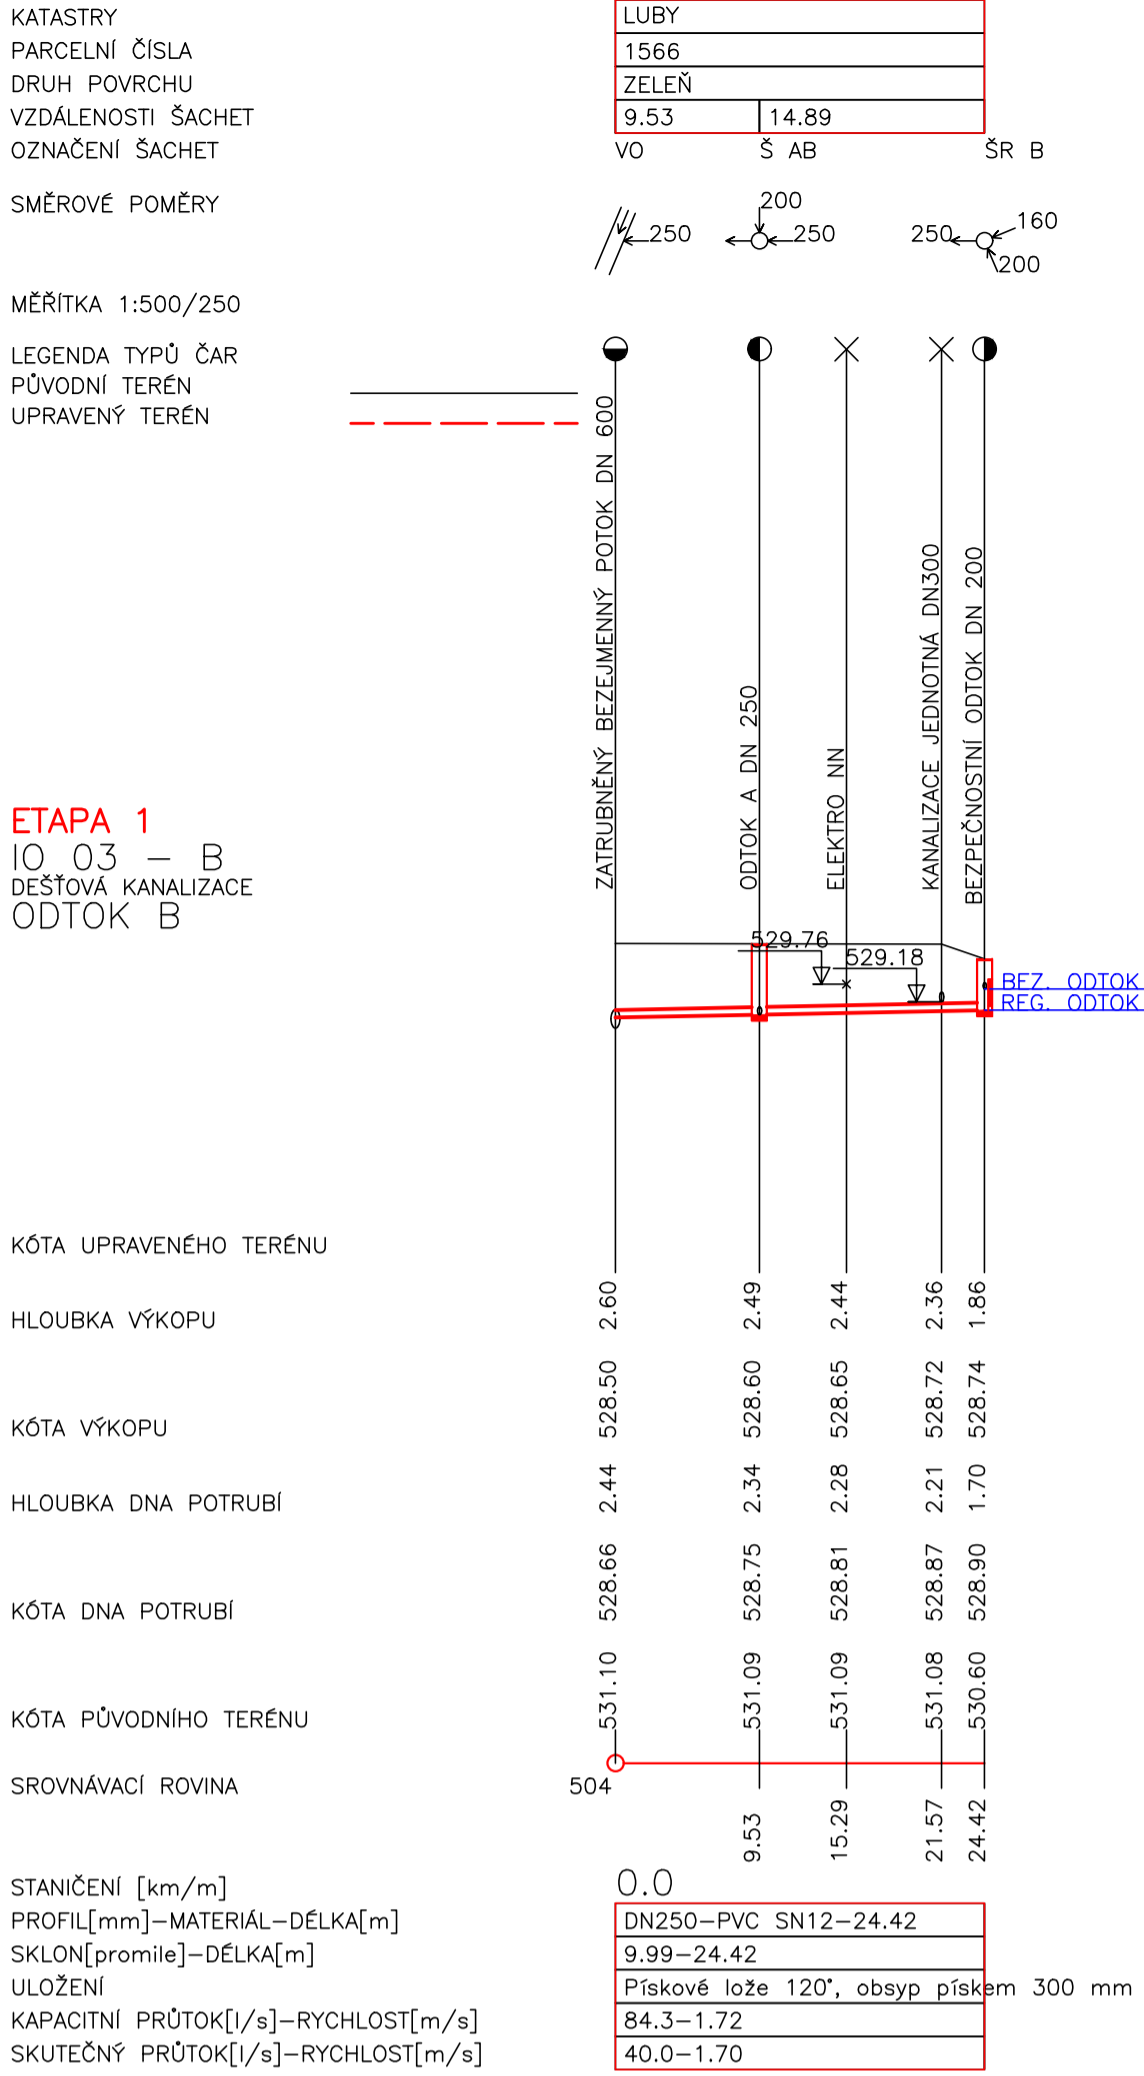 KATASTRY LUBY
PARCELNÍ ČÍSLA 1566
DRUH POVRCHU ZELEŇ
VZDÁLENOSTI ŠACHET 9.53 14.89
OZNAČENÍ ŠACHET VO Š AB ŠR B
SMĚROVÉ POMĚRY
200
250 250 250 160
200
MĚŘÍTKA 1:500/250
LEGENDA TYPŮ ČAR
PŮVODNÍ TERÉN
UPRAVENÝ TERÉN
ZATRUBNĚNÝ BEZEJMENNÝ POTOK DN 600
ODTOK A DN 250
ELEKTRO NN
KANALIZACE JEDNOTNÁ DN300
BEZPEČNOSTNÍ ODTOK DN 200
ETAPA 1
IO 03 – B
DEŠŤOVÁ KANALIZACE
ODTOK B
529.76
529.18
BEZ. ODTOK
REG. ODTOK
KÓTA UPRAVENÉHO TERÉNU
HLOUBKA VÝKOPU 2.60 2.49 2.44 2.36 1.86
KÓTA VÝKOPU 528.50 528.60 528.65 528.72 528.74
HLOUBKA DNA POTRUBÍ 2.44 2.34 2.28 2.21 1.70
KÓTA DNA POTRUBÍ 528.66 528.75 528.81 528.87 528.90
KÓTA PŮVODNÍHO TERÉNU 531.10 531.09 531.09 531.08 530.60
SROVNÁVACÍ ROVINA 504
9.53 15.29 21.57 24.42
STANIČENÍ [km/m] 0.0
PROFIL[mm]–MATERIÁL–DÉLKA[m] DN250–PVC SN12–24.42
SKLON[promile]–DÉLKA[m] 9.99–24.42
ULOŽENÍ Pískové lože 120°, obsyp pískem 300 mm
KAPACITNÍ PRŮTOK[l/s]–RYCHLOST[m/s] 84.3–1.72
SKUTEČNÝ PRŮTOK[l/s]–RYCHLOST[m/s] 40.0–1.70